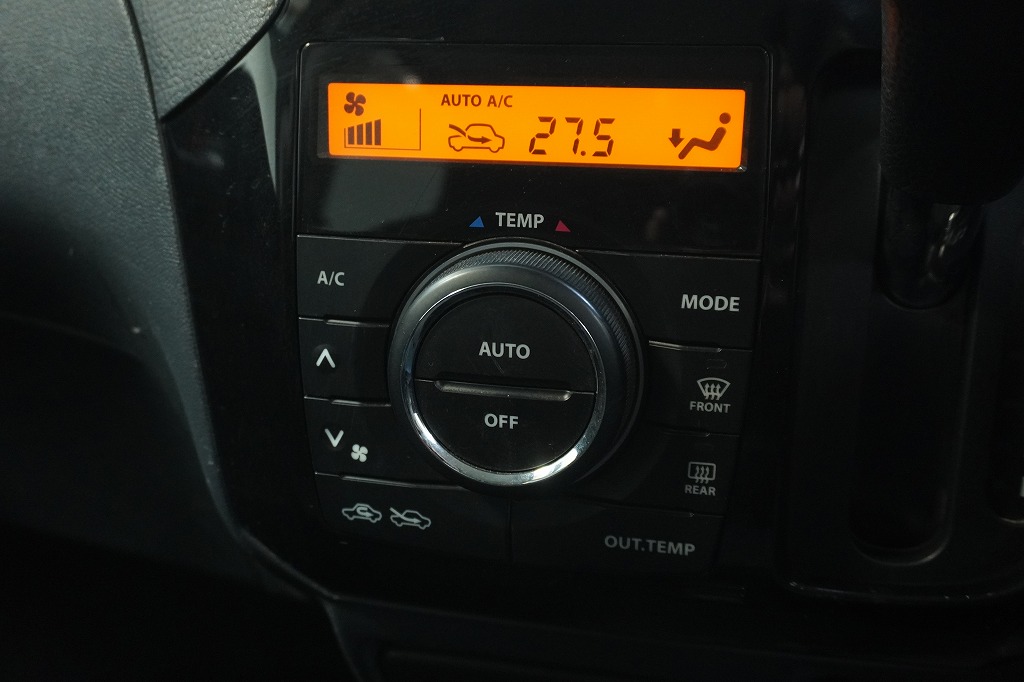 AUTO A/C
27.5
TEMP
A/C
MODE
AUTO
FRONT
OFF
REAR
OUT.TEMP